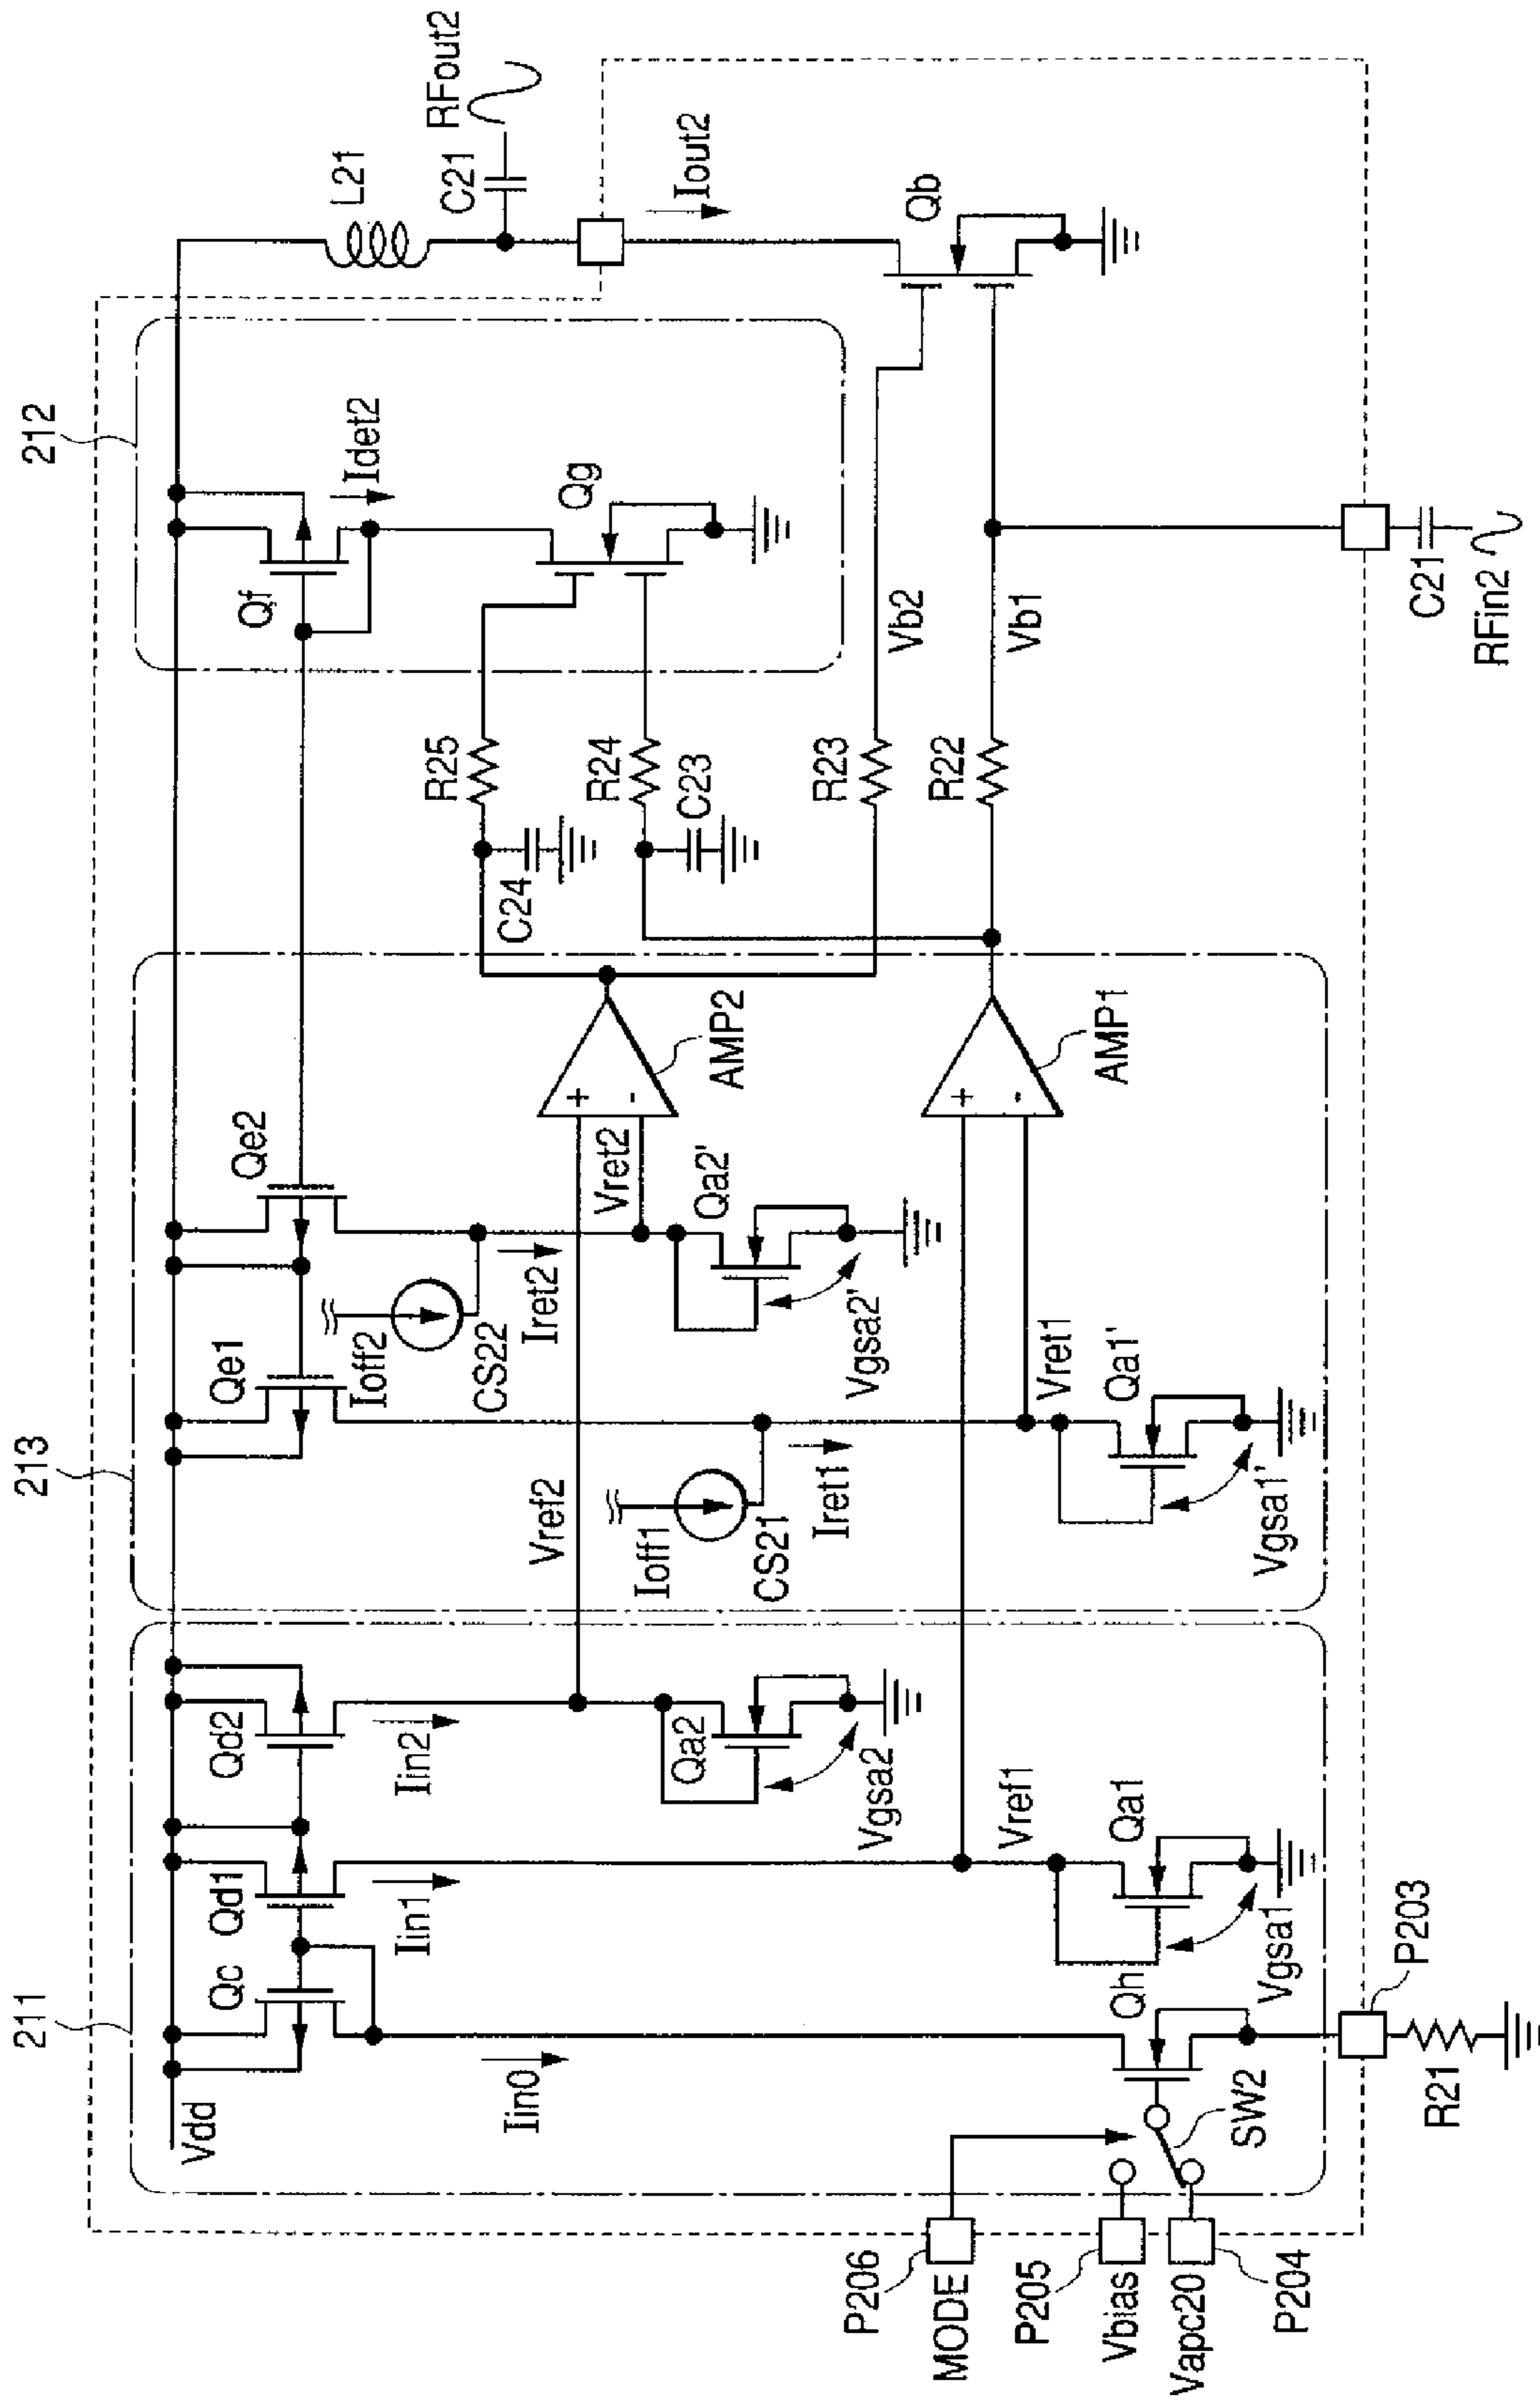 211
213
212
Vdd
Qc
Qd1
Qd2
Qe1
Qe2
Qf
Idet2
L21
RFout2
C21
Iin0
Iin1
Iin2
Ioff2
CS22
Iret2
Qg
Iout2
Vref2
Vret2
AMP2
C24
R25
R24
C23
Qb
Qa2
Vgsa2
Ioff1
CS21
Iret1
Qa2'
Vgsa2'
R23
Vb2
Vref1
Vret1
AMP1
R22
Vb1
Qh
Qa1
Vgsa1
Qa1'
Vgsa1'
SW2
P206
MODE
P205
Vbias
Vapc20
P204
P203
R21
C21
RFin2
+
-
+
-